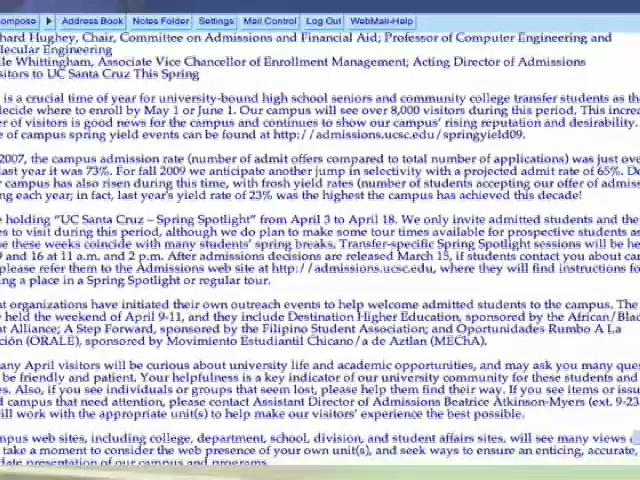 ompose Address Book Notes Folder Settings Mail Control Log Out WebMail-Help
hard Hughey, Chair, Committee on Admissions and Financial Aid; Professor of Computer Engineering and
lecular Engineering
lle Whittingham, Associate Vice Chancellor of Enrollment Management; Acting Director of Admissions
isitors to UC Santa Cruz This Spring
is a crucial time of year for university-bound high school seniors and community college transfer students as the
decide where to enroll by May 1 or June 1. Our campus will see over 8,000 visitors during this period. This increa
er of visitors is good news for the campus and continues to show our campus' rising reputation and desirability.
e of campus spring yield events can be found at http://admissions.ucsc.edu/springyield09.
2007, the campus admission rate (number of admit offers compared to total number of applications) was just ove
last year it was 73%. For fall 2009 we anticipate another jump in selectivity with a projected admit rate of 65%. De
r campus has also risen during this time, with frosh yield rates (number of students accepting our offer of admiss
ng each year; in fact, last year's yield rate of 23% was the highest the campus has achieved this decade!
e holding "UC Santa Cruz – Spring Spotlight" from April 3 to April 18. We only invite admitted students and the
es to visit during this period, although we do plan to make some tour times available for prospective students as
se these weeks coincide with many students' spring breaks. Transfer-specific Spring Spotlight sessions will be he
9 and 16 at 11 a.m. and 2 p.m. After admissions decisions are released March 15, if students contact you about ca
please refer them to the Admissions web site at http://admissions.ucsc.edu, where they will find instructions fo
ing a place in a Spring Spotlight or regular tour.
nt organizations have initiated their own outreach events to help welcome admitted students to the campus. The
e held the weekend of April 9-11, and they include Destination Higher Education, sponsored by the African/Blac
nt Alliance; A Step Forward, sponsored by the Filipino Student Association; and Oportunidades Rumbo A La
ción (ORALE), sponsored by Movimiento Estudiantil Chicano/a de Aztlan (MEChA).
any April visitors will be curious about university life and academic opportunities, and may ask you many ques
be friendly and patient. Your helpfulness is a key indicator of our university community for these students and
es. Also, if you see individuals or groups that seem lost, please help them find their way. If you see items or issu
d campus that need attention, please contact Assistant Director of Admissions Beatrice Atkinson-Myers (ext. 9-23
will work with the appropriate unit(s) to help make our visitors' experience the best possible.
mpus web sites, including college, department, school, division, and student affairs sites, will see many views
take a moment to consider the web presence of your own unit(s), and seek ways to ensure an enticing, accurate,
date presentation of our campus and programs.